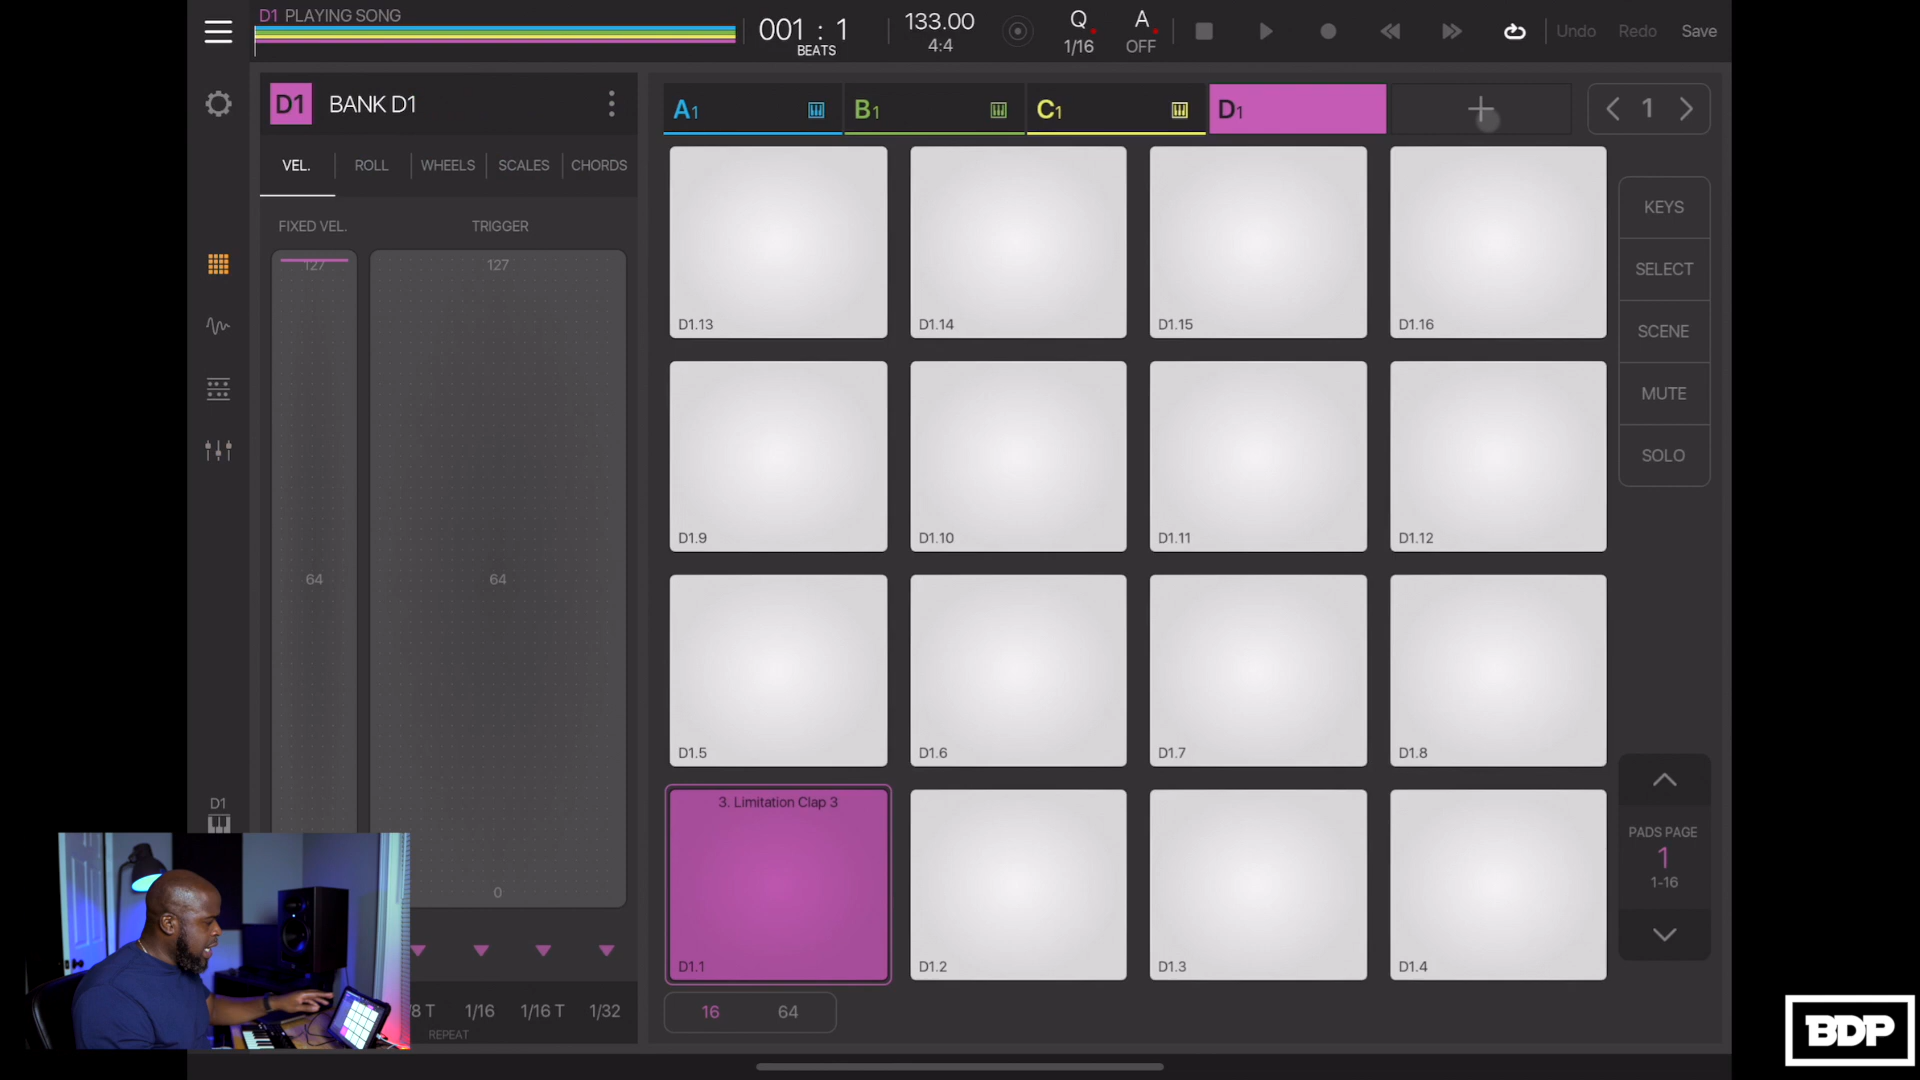 D1 PLAYING SONG
001 : 1
BEATS
133.00
4:4
Q
1/16
A
OFF
Undo Redo Save
D1 BANK D1
A1
B1
C1
D1
1
VEL. ROLL WHEELS SCALES CHORDS
FIXED VEL. TRIGGER
127 127
64 64
0
D1.13 D1.14 D1.15 D1.16
D1.9 D1.10 D1.11 D1.12
D1.5 D1.6 D1.7 D1.8
3. Limitation Clap 3
D1.1 D1.2 D1.3 D1.4
KEYS
SELECT
SCENE
MUTE
SOLO
PADS PAGE
1
1-16
D1
/8 T 1/16 1/16 T 1/32
REPEAT
16 64
BDP